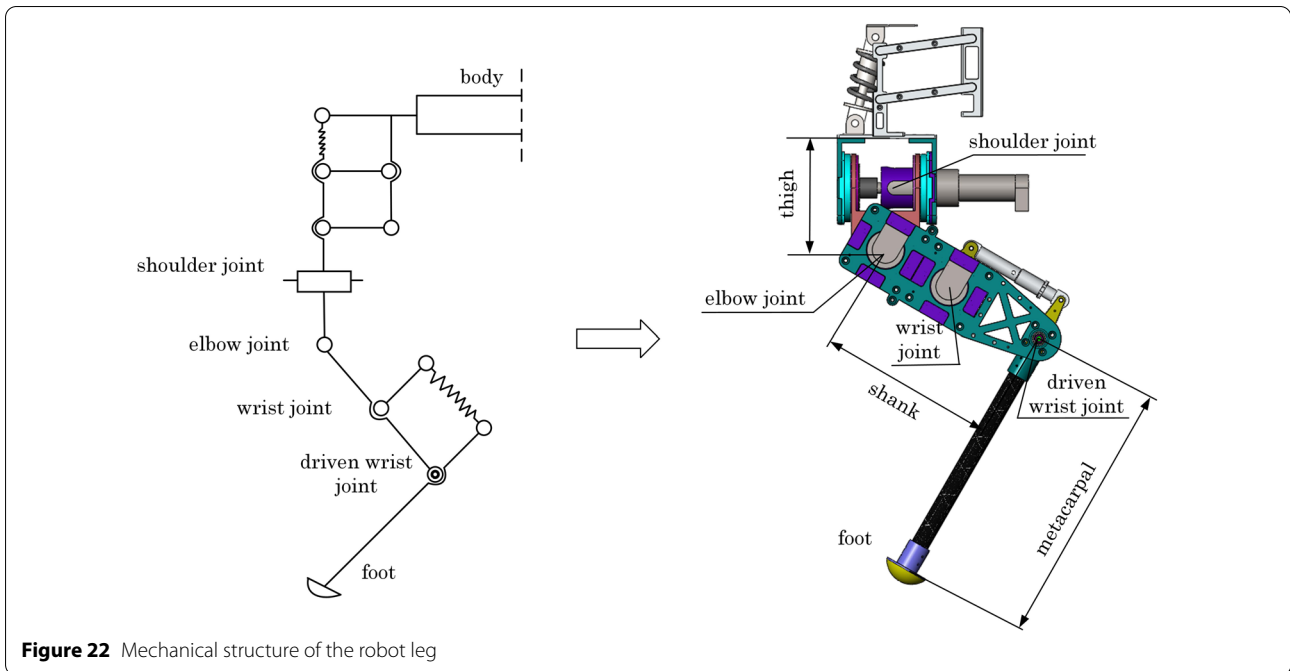 body
shoulder joint
elbow joint
wrist joint
driven wrist
joint
foot
shoulder joint
thigh
elbow joint
wrist
joint
shank
driven
wrist joint
metacarpal
foot
Figure 22 Mechanical structure of the robot leg